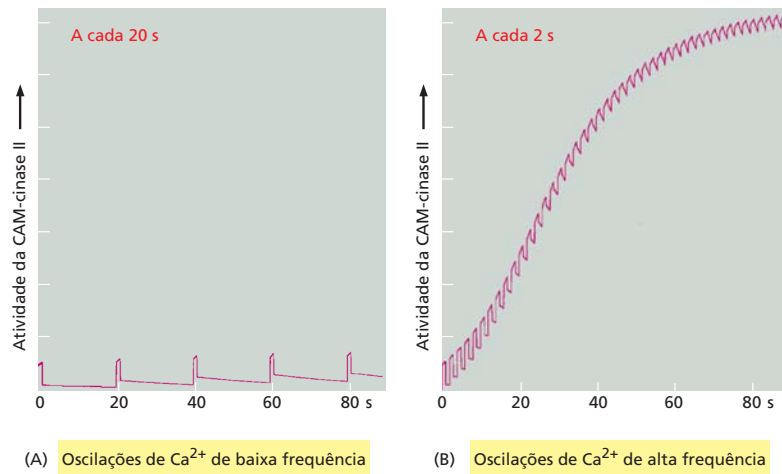 A cada 20 s
Atividade da CAM-cinase II
0 20 40 60 80 s
(A) Oscilações de Ca²⁺ de baixa frequência
A cada 2 s
Atividade da CAM-cinase II
0 20 40 60 80 s
(B) Oscilações de Ca²⁺ de alta frequência